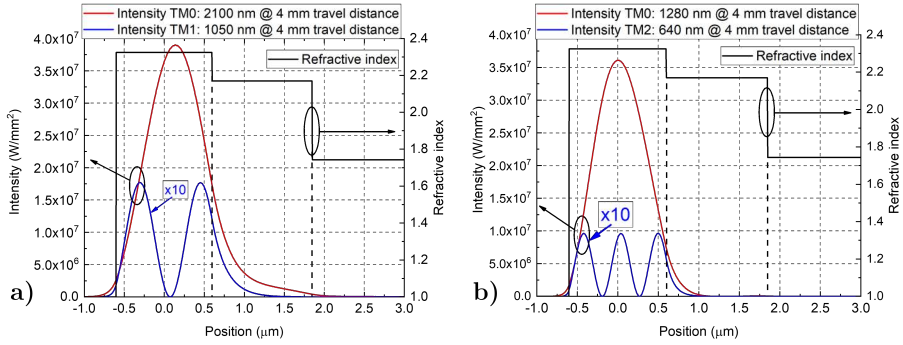 Intensity TM0: 2100 nm @ 4 mm travel distance
Intensity TM1: 1050 nm @ 4 mm travel distance
Refractive index
4.0x10⁷
3.5x10⁷
3.0x10⁷
2.5x10⁷
2.0x10⁷
1.5x10⁷
1.0x10⁷
5.0x10⁶
0.0
Intensity (W/mm²)
x10
2.4
2.2
2.0
1.8
1.6
1.4
1.2
1.0
Refractive index
-1.0 -0.5 0.0 0.5 1.0 1.5 2.0 2.5 3.0
Position (μm)
a)
Intensity TM0: 1280 nm @ 4 mm travel distance
Intensity TM2: 640 nm @ 4 mm travel distance
Refractive index
4.0x10⁷
3.5x10⁷
3.0x10⁷
2.5x10⁷
2.0x10⁷
1.5x10⁷
1.0x10⁷
5.0x10⁶
0.0
Intensity (W/mm²)
x10
2.4
2.2
2.0
1.8
1.6
1.4
1.2
1.0
Refractive index
-1.0 -0.5 0.0 0.5 1.0 1.5 2.0 2.5 3.0
Position (μm)
b)